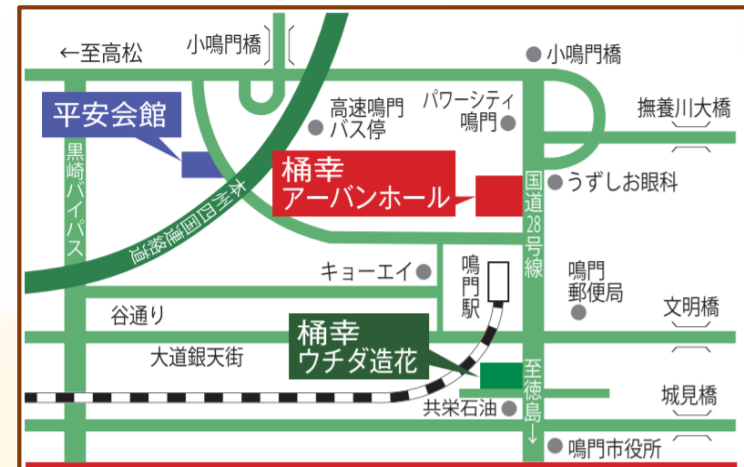 ←至高松
小鳴門橋
小鳴門橋
高速鳴門
バス停
パワーシティ
鳴門
撫養川大橋
平安会館
黒崎バイパス
本州四国連絡道
桶幸
アーバンホール
国道28号線
うずしお眼科
キョーエイ
鳴門駅
鳴門
郵便局
谷通り
文明橋
桶幸
ウチダ造花
大道銀天街
至徳島→
共栄石油
城見橋
鳴門市役所